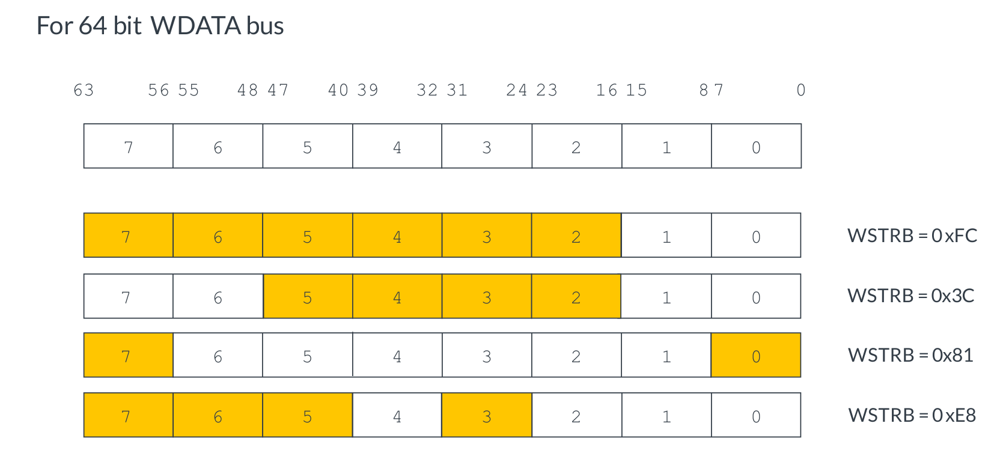 For 64 bit WDATA bus
63 56 55 48 47 40 39 32 31 24 23 16 15 8 7 0
7 6 5 4 3 2 1 0
7 6 5 4 3 2 1 0 WSTRB = 0xFC
7 6 5 4 3 2 1 0 WSTRB = 0x3C
7 6 5 4 3 2 1 0 WSTRB = 0x81
7 6 5 4 3 2 1 0 WSTRB = 0xE8